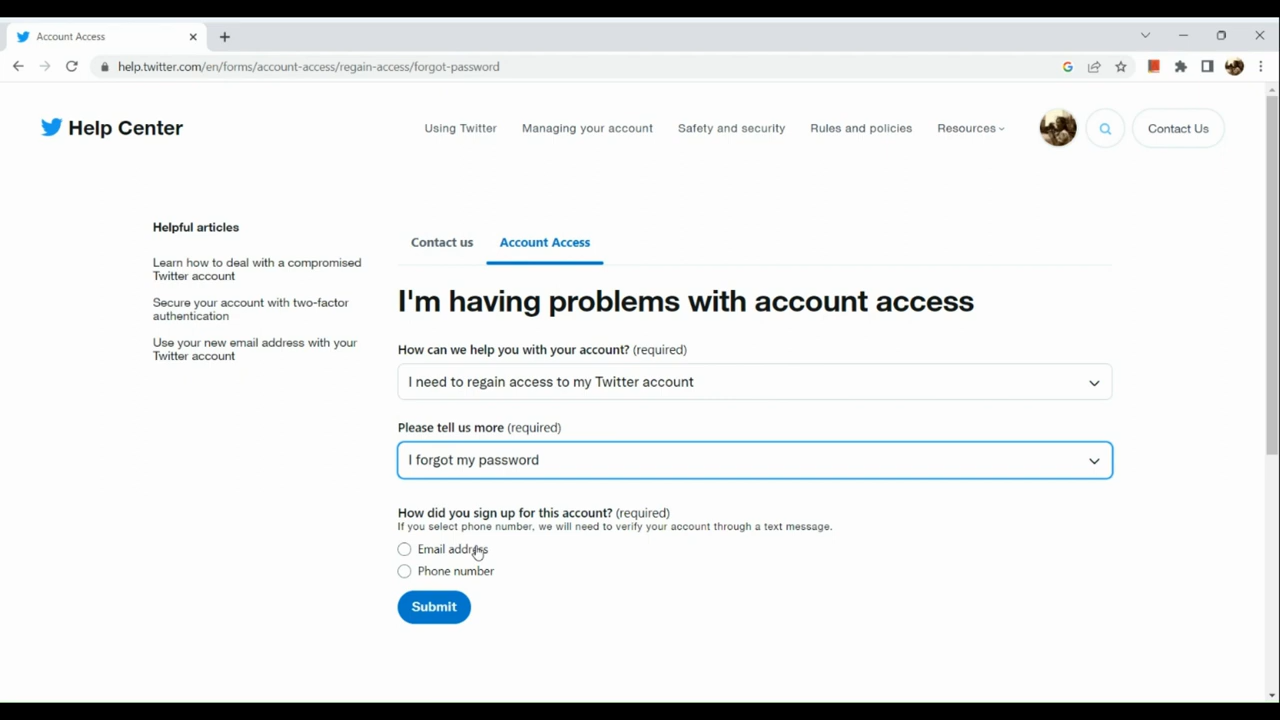 Account Access
help.twitter.com/en/forms/account-access/regain-access/forgot-password
Help Center
Using Twitter
Managing your account
Safety and security
Rules and policies
Resources
Contact Us
Helpful articles
Learn how to deal with a compromised
Twitter account
Secure your account with two-factor
authentication
Use your new email address with your
Twitter account
Contact us
Account Access
I'm having problems with account access
How can we help you with your account? (required)
I need to regain access to my Twitter account
Please tell us more (required)
I forgot my password
How did you sign up for this account? (required)
If you select phone number, we will need to verify your account through a text message.
Email address
Phone number
Submit